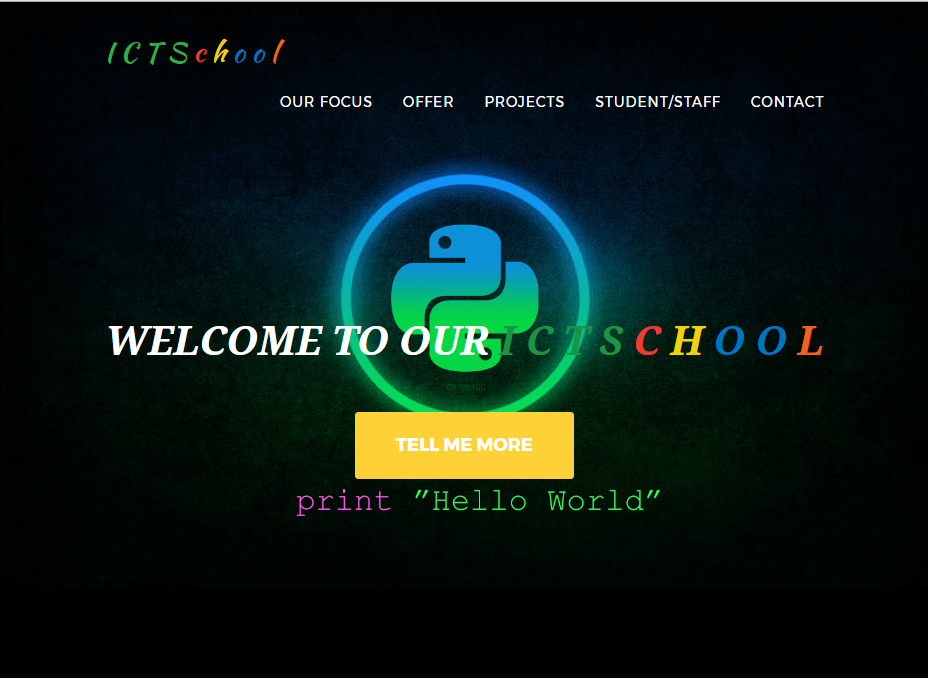 ICTSchool
OUR FOCUS OFFER PROJECTS STUDENT/STAFF CONTACT
WELCOME TO OUR ICTSCHOOL
TELL ME MORE
print "Hello World"